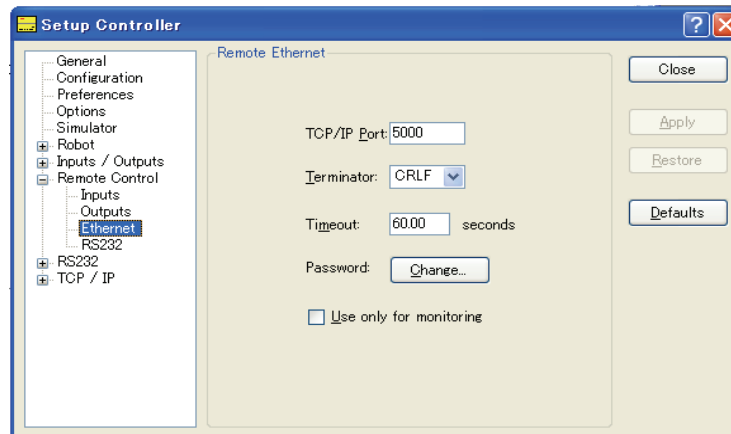 Setup Controller
General
Configuration
Preferences
Options
Simulator
Robot
Inputs / Outputs
Remote Control
Inputs
Outputs
Ethernet
RS232
RS232
TCP / IP
Remote Ethernet
TCP/IP Port: 5000
Terminator: CRLF
Timeout: 60.00 seconds
Password: Change...
Use only for monitoring
Close
Apply
Restore
Defaults